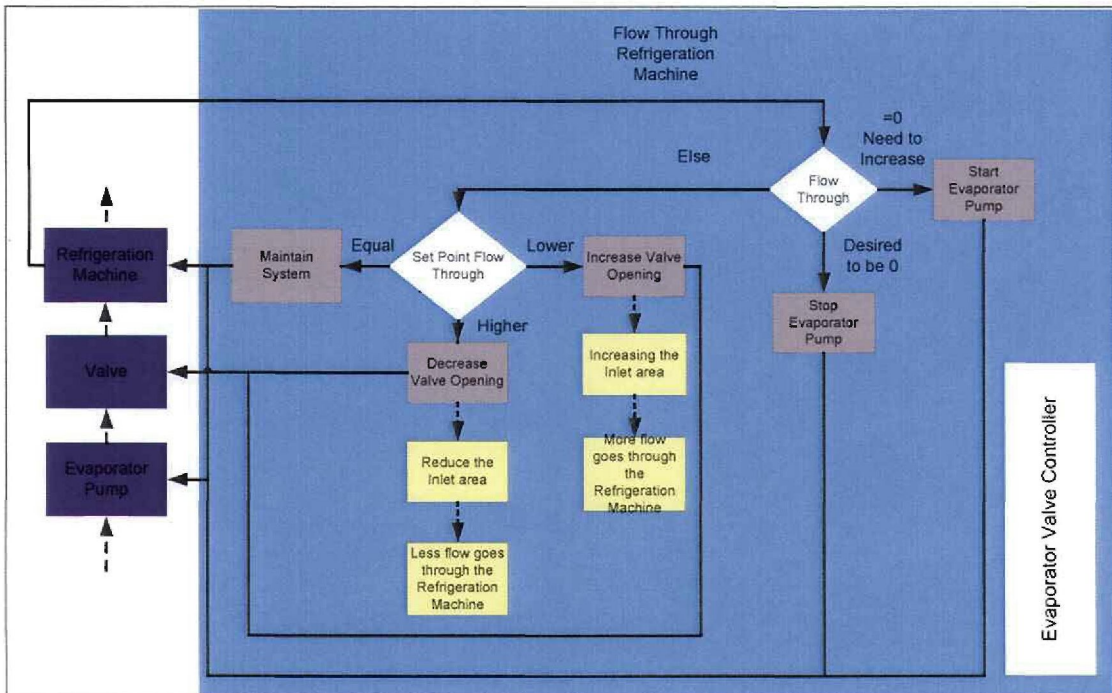 Flow Through
Refrigeration
Machine
=0
Need to
Increase
Else
Flow
Through
Start
Evaporator
Pump
Refrigeration
Machine
Maintain
System
Equal
Set Point Flow
Through
Lower
Increase Valve
Opening
Desired
to be 0
Stop
Evaporator
Pump
Higher
Valve
Decrease
Valve Opening
Increasing the
Inlet area
Evaporator
Pump
Reduce the
Inlet area
More flow
goes through
the
Refrigeration
Machine
Less flow goes
through the
Refrigeration
Machine
Evaporator Valve Controller